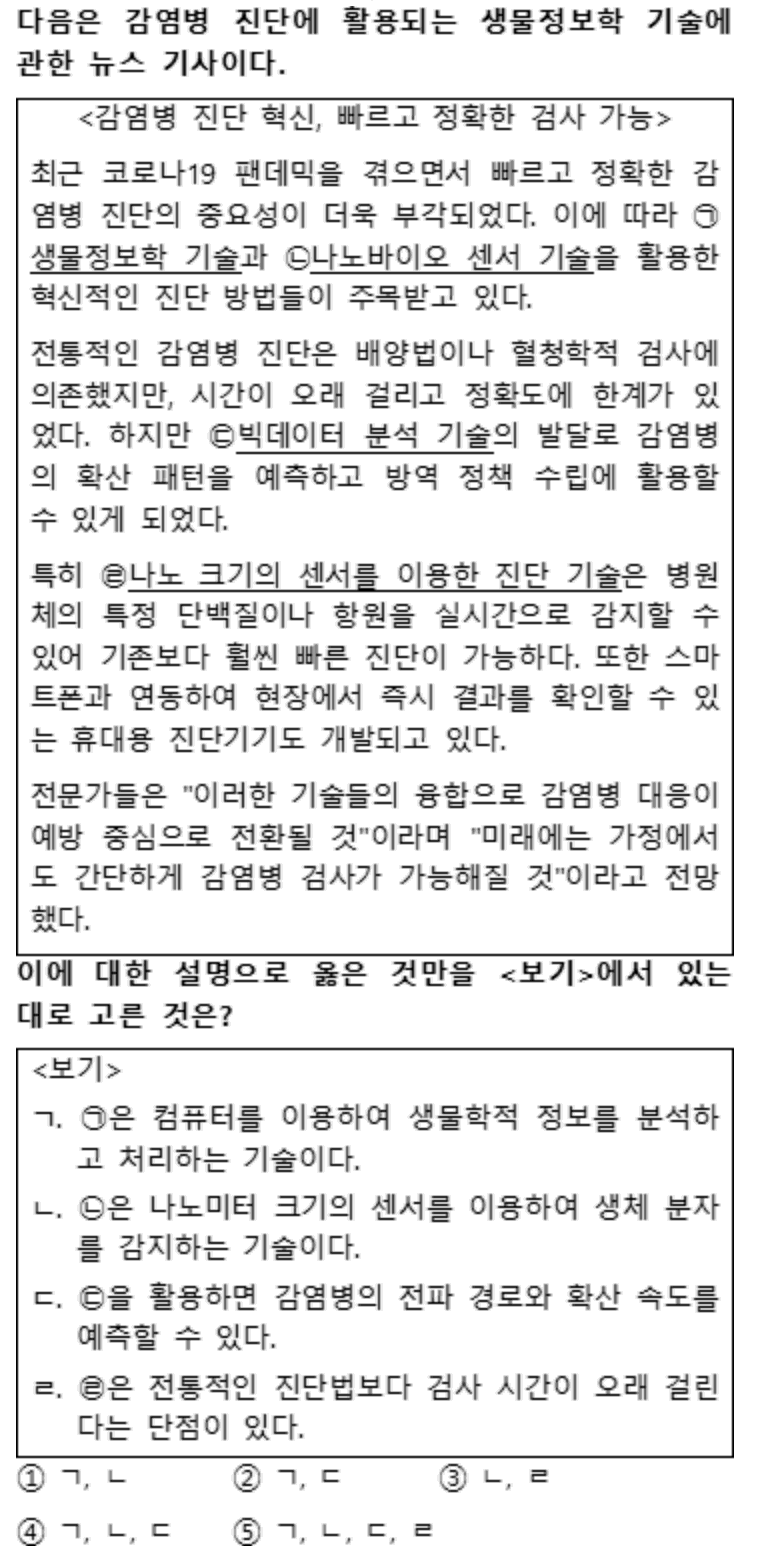 다음은 감염병 진단에 활용되는 생물정보학 기술에
관한 뉴스 기사이다.
<감염병 진단 혁신, 빠르고 정확한 검사 가능>
최근 코로나19 팬데믹을 겪으면서 빠르고 정확한 감
염병 진단의 중요성이 더욱 부각되었다. 이에 따라 ㉠
생물정보학 기술과 ㉡나노바이오 센서 기술을 활용한
혁신적인 진단 방법들이 주목받고 있다.
전통적인 감염병 진단은 배양법이나 혈청학적 검사에
의존했지만, 시간이 오래 걸리고 정확도에 한계가 있
었다. 하지만 ㉢빅데이터 분석 기술의 발달로 감염병
의 확산 패턴을 예측하고 방역 정책 수립에 활용할
수 있게 되었다.
특히 ㉣나노 크기의 센서를 이용한 진단 기술은 병원
체의 특정 단백질이나 항원을 실시간으로 감지할 수
있어 기존보다 훨씬 빠른 진단이 가능하다. 또한 스마
트폰과 연동하여 현장에서 즉시 결과를 확인할 수 있
는 휴대용 진단기기도 개발되고 있다.
전문가들은 "이러한 기술들의 융합으로 감염병 대응이
예방 중심으로 전환될 것"이라며 "미래에는 가정에서
도 간단하게 감염병 검사가 가능해질 것"이라고 전망
했다.
이에 대한 설명으로 옳은 것만을 <보기>에서 있는
대로 고른 것은?
<보기>
ㄱ. ㉠은 컴퓨터를 이용하여 생물학적 정보를 분석하
고 처리하는 기술이다.
ㄴ. ㉡은 나노미터 크기의 센서를 이용하여 생체 분자
를 감지하는 기술이다.
ㄷ. ㉢을 활용하면 감염병의 전파 경로와 확산 속도를
예측할 수 있다.
ㄹ. ㉣은 전통적인 진단법보다 검사 시간이 오래 걸린
다는 단점이 있다.
① ㄱ, ㄴ ② ㄱ, ㄷ ③ ㄴ, ㄹ
④ ㄱ, ㄴ, ㄷ ⑤ ㄱ, ㄴ, ㄷ, ㄹ